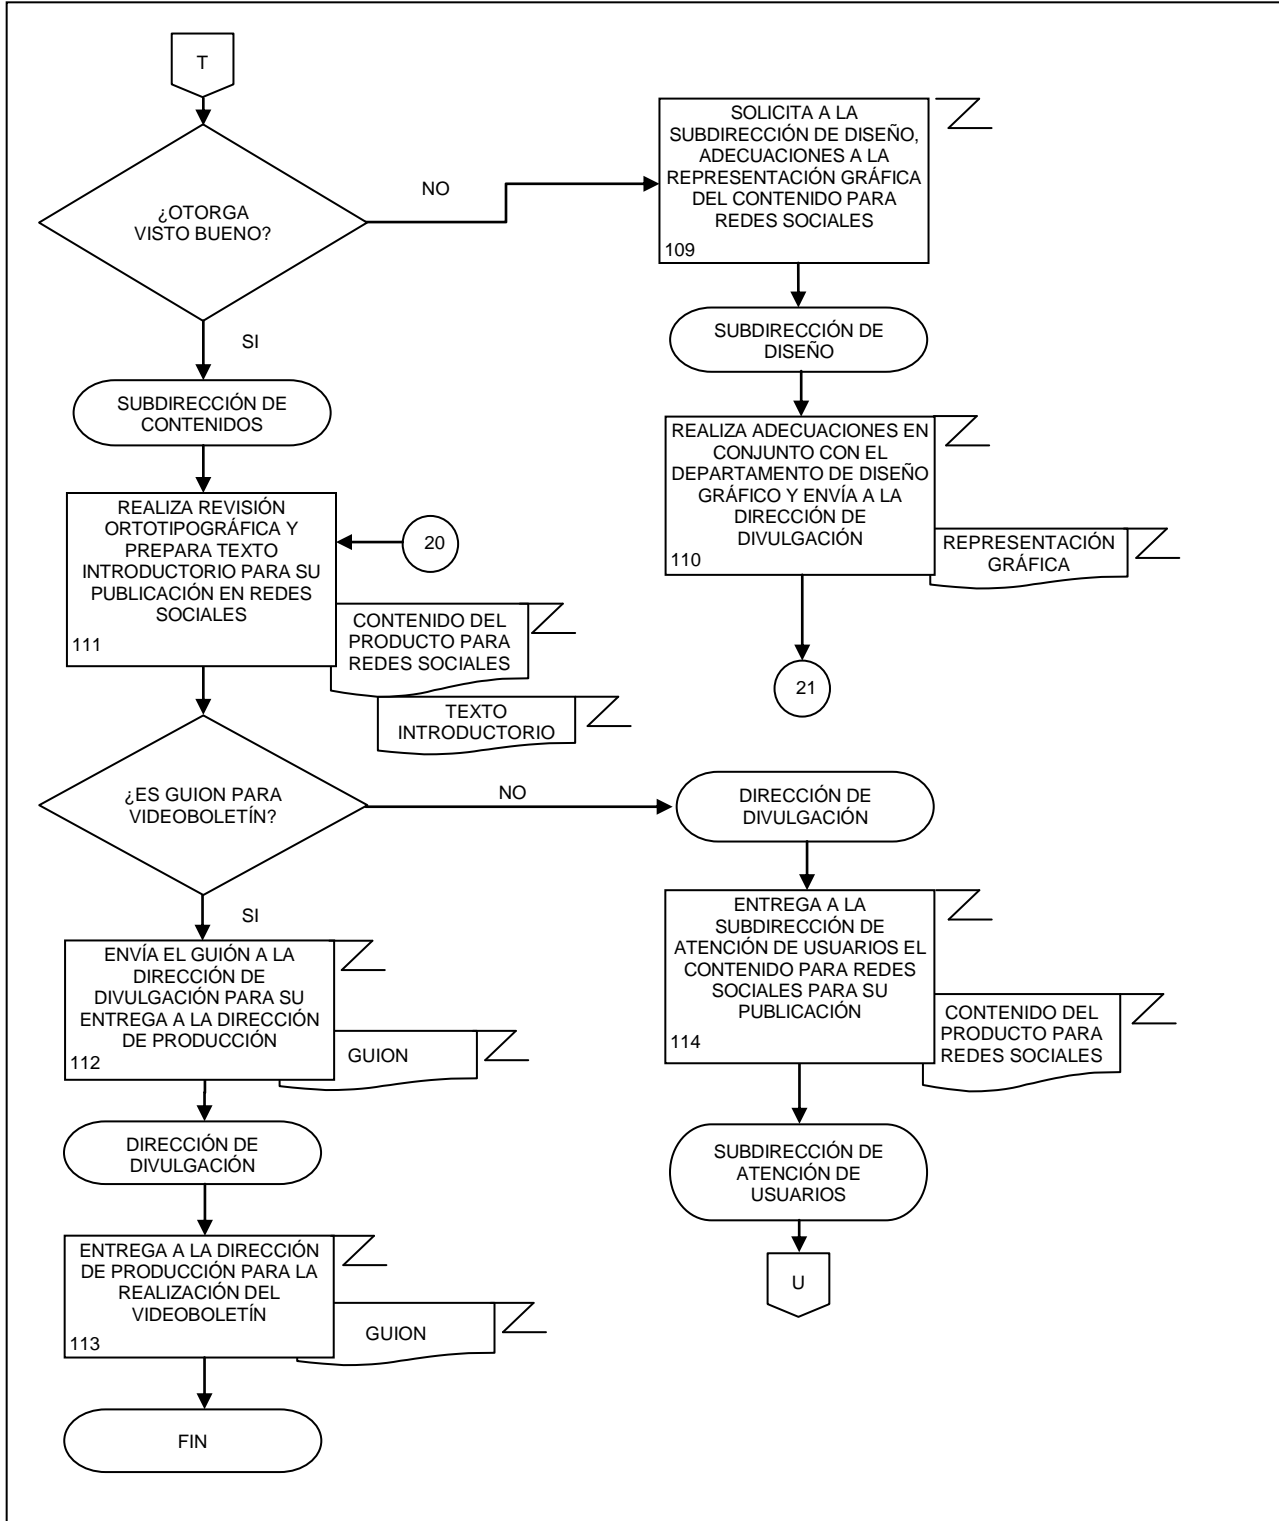 T
¿OTORGA
VISTO BUENO?
NO
SOLICITA A LA
SUBDIRECCIÓN DE DISEÑO,
ADECUACIONES A LA
REPRESENTACIÓN GRÁFICA
DEL CONTENIDO PARA
REDES SOCIALES
109
SUBDIRECCIÓN DE
DISEÑO
REALIZA ADECUACIONES EN
CONJUNTO CON EL
DEPARTAMENTO DE DISEÑO
GRÁFICO Y ENVÍA A LA
DIRECCIÓN DE
DIVULGACIÓN
110
REPRESENTACIÓN
GRÁFICA
21
SI
SUBDIRECCIÓN DE
CONTENIDOS
REALIZA REVISIÓN
ORTOTIPOGRÁFICA Y
PREPARA TEXTO
INTRODUCTORIO PARA SU
PUBLICACIÓN EN REDES
SOCIALES
111
20
CONTENIDO DEL
PRODUCTO PARA
REDES SOCIALES
TEXTO
INTRODUCTORIO
¿ES GUION PARA
VIDEOBOLETÍN?
NO
DIRECCIÓN DE
DIVULGACIÓN
ENTREGA A LA
SUBDIRECCIÓN DE
ATENCIÓN DE USUARIOS EL
CONTENIDO PARA REDES
SOCIALES PARA SU
PUBLICACIÓN
114
CONTENIDO DEL
PRODUCTO PARA
REDES SOCIALES
SUBDIRECCIÓN DE
ATENCIÓN DE
USUARIOS
U
SI
ENVÍA EL GUIÓN A LA
DIRECCIÓN DE
DIVULGACIÓN PARA SU
ENTREGA A LA DIRECCIÓN
DE PRODUCCIÓN
112
GUION
DIRECCIÓN DE
DIVULGACIÓN
ENTREGA A LA DIRECCIÓN
DE PRODUCCIÓN PARA LA
REALIZACIÓN DEL
VIDEOBOLETÍN
113
GUION
FIN